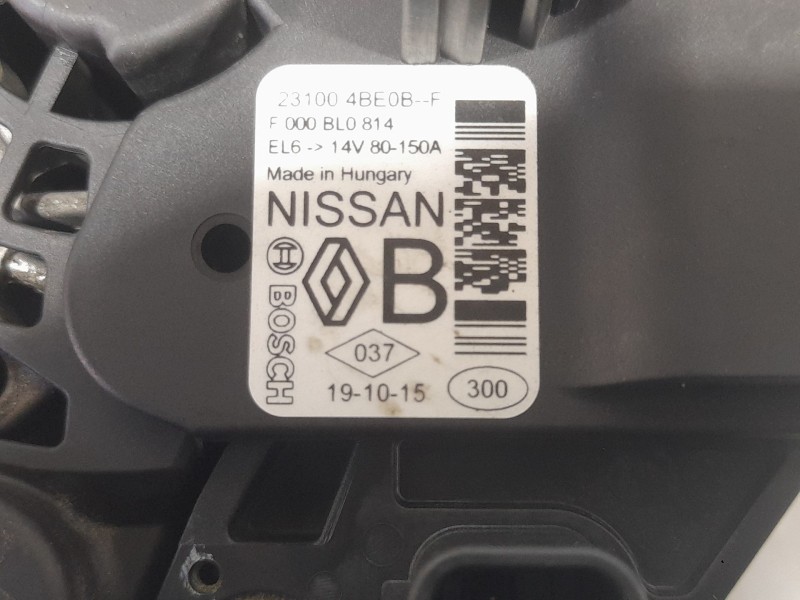 23100 4BE0B--F
F 000 BL0 814
EL6 -> 14V 80-150A
Made in Hungary
NISSAN
B
BOSCH
037
19-10-15
300